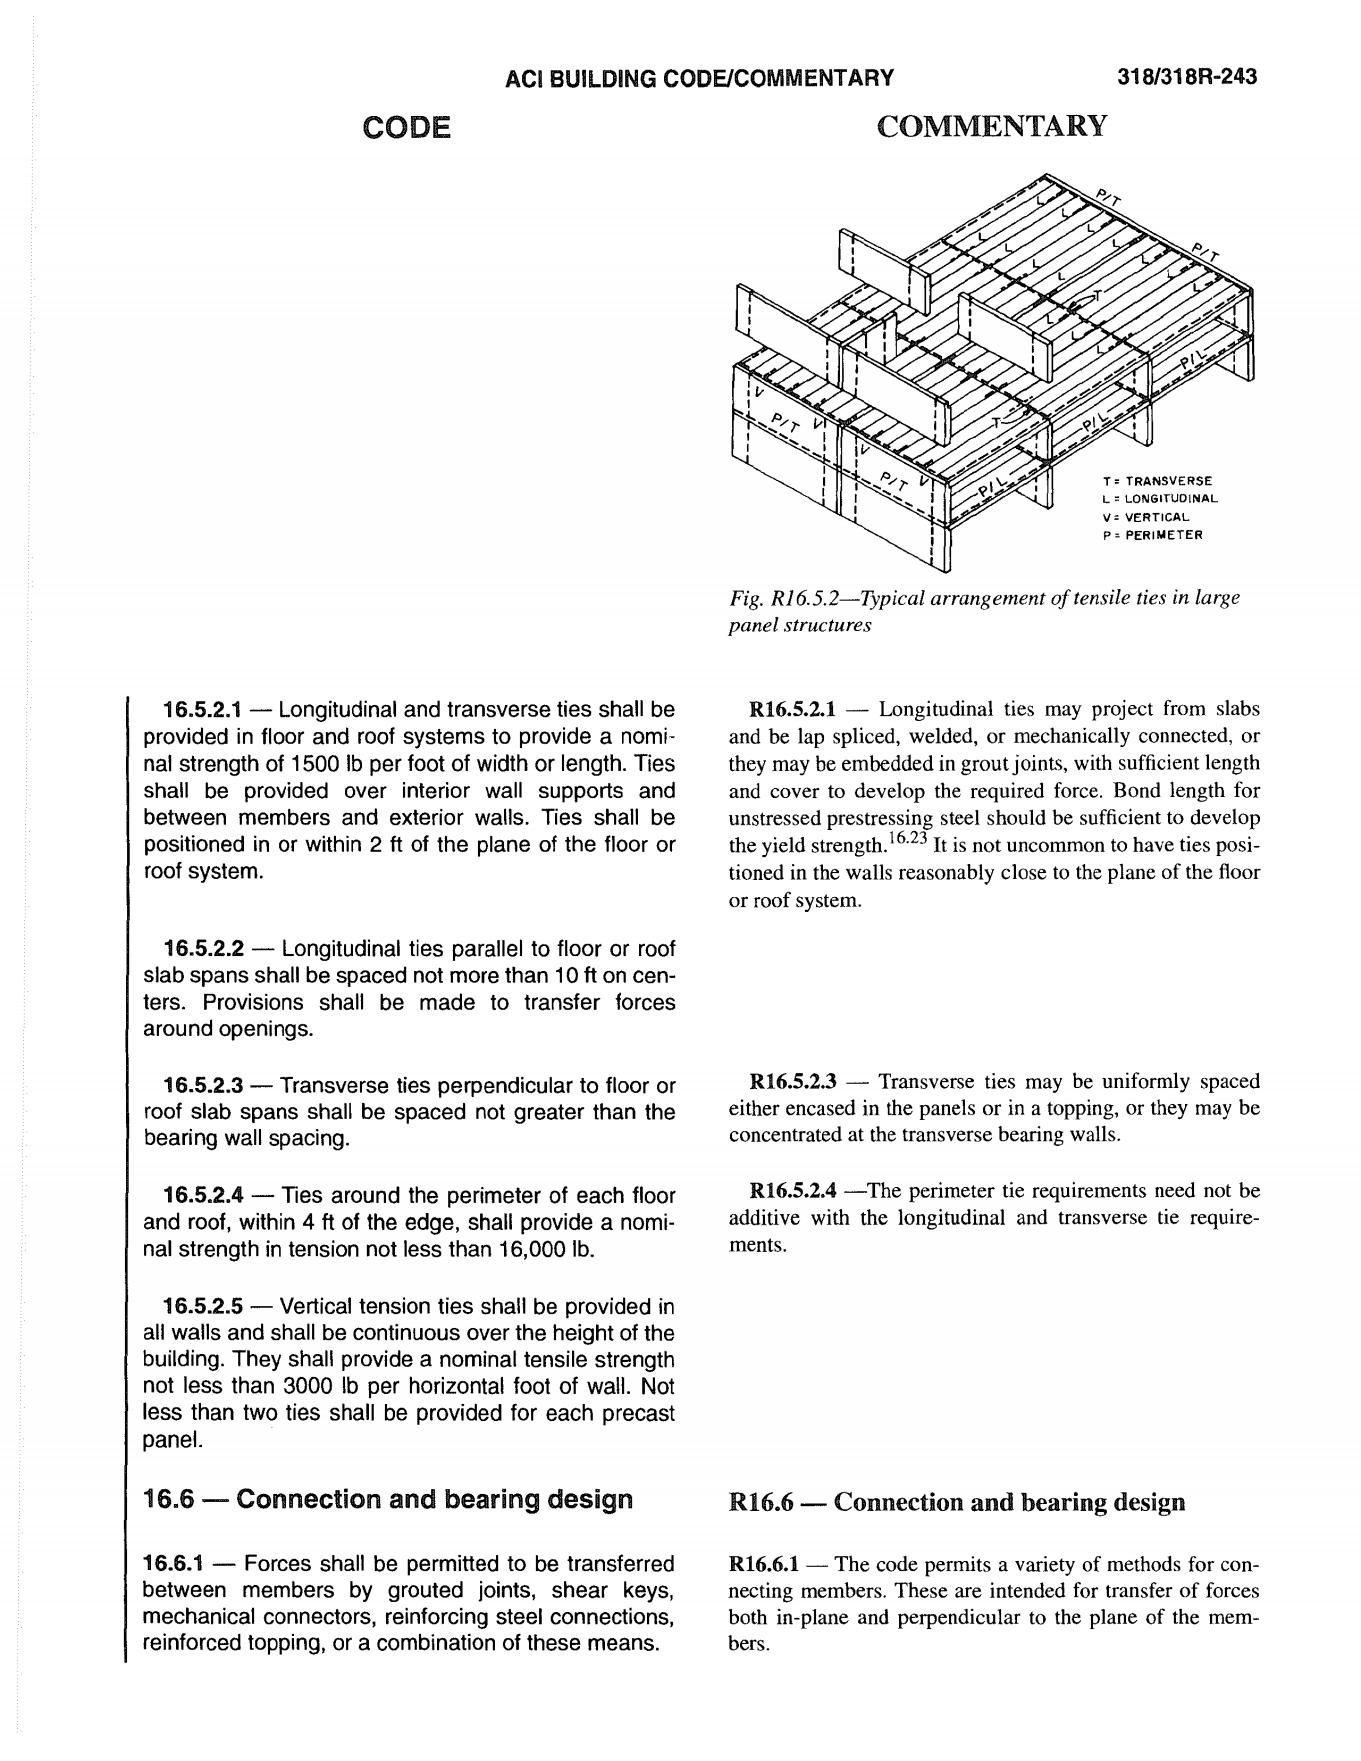 ACI BUILDING CODE/COMMENTARY 318/318R-243
CODE
COMMENTARY
P/T
L
L
L
P/T
L
L
L
L
L
L
T
L
L
L
P/L
V
P/T
V
T
P/L
V
P/T
V
P/L
T = TRANSVERSE
L = LONGITUDINAL
V = VERTICAL
P = PERIMETER
Fig. R16.5.2—Typical arrangement of tensile ties in large
panel structures
16.5.2.1 — Longitudinal and transverse ties shall be
provided in floor and roof systems to provide a nomi-
nal strength of 1500 lb per foot of width or length. Ties
shall be provided over interior wall supports and
between members and exterior walls. Ties shall be
positioned in or within 2 ft of the plane of the floor or
roof system.
R16.5.2.1 — Longitudinal ties may project from slabs
and be lap spliced, welded, or mechanically connected, or
they may be embedded in grout joints, with sufficient length
and cover to develop the required force. Bond length for
unstressed prestressing steel should be sufficient to develop
the yield strength.16.23 It is not uncommon to have ties posi-
tioned in the walls reasonably close to the plane of the floor
or roof system.
16.5.2.2 — Longitudinal ties parallel to floor or roof
slab spans shall be spaced not more than 10 ft on cen-
ters. Provisions shall be made to transfer forces
around openings.
16.5.2.3 — Transverse ties perpendicular to floor or
roof slab spans shall be spaced not greater than the
bearing wall spacing.
R16.5.2.3 — Transverse ties may be uniformly spaced
either encased in the panels or in a topping, or they may be
concentrated at the transverse bearing walls.
16.5.2.4 — Ties around the perimeter of each floor
and roof, within 4 ft of the edge, shall provide a nomi-
nal strength in tension not less than 16,000 lb.
R16.5.2.4 —The perimeter tie requirements need not be
additive with the longitudinal and transverse tie require-
ments.
16.5.2.5 — Vertical tension ties shall be provided in
all walls and shall be continuous over the height of the
building. They shall provide a nominal tensile strength
not less than 3000 lb per horizontal foot of wall. Not
less than two ties shall be provided for each precast
panel.
16.6 — Connection and bearing design
R16.6 — Connection and bearing design
16.6.1 — Forces shall be permitted to be transferred
between members by grouted joints, shear keys,
mechanical connectors, reinforcing steel connections,
reinforced topping, or a combination of these means.
R16.6.1 — The code permits a variety of methods for con-
necting members. These are intended for transfer of forces
both in-plane and perpendicular to the plane of the mem-
bers.